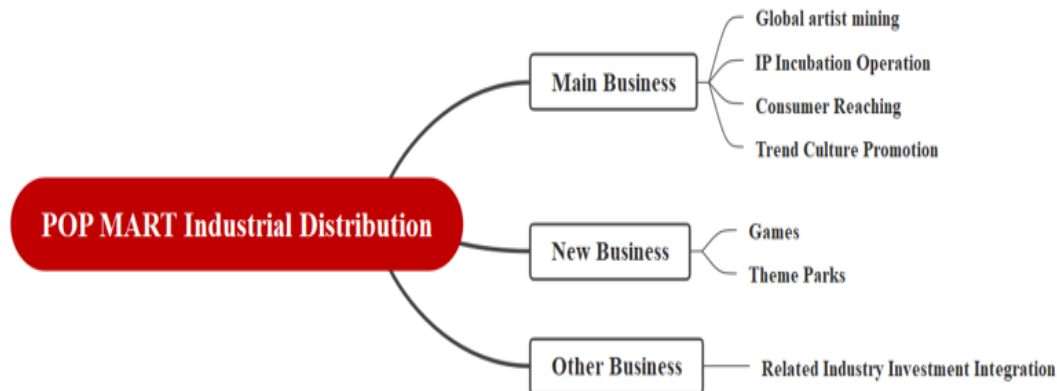 POP MART Industrial Distribution
Main Business
Global artist mining
IP Incubation Operation
Consumer Reaching
Trend Culture Promotion
New Business
Games
Theme Parks
Other Business
Related Industry Investment Integration